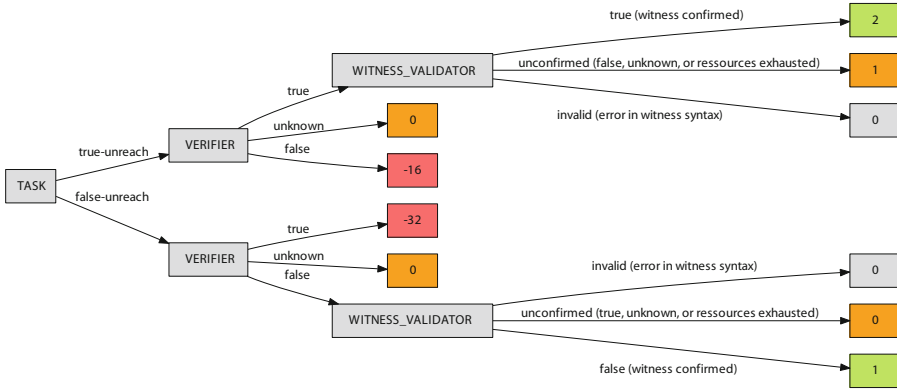 true (witness confirmed)
2
WITNESS_VALIDATOR
unconfirmed (false, unknown, or ressources exhausted)
1
true
invalid (error in witness syntax)
0
unknown
0
VERIFIER
false
true-unreach
-16
TASK
false-unreach
true
-32
VERIFIER
unknown
0
false
invalid (error in witness syntax)
0
WITNESS_VALIDATOR
unconfirmed (true, unknown, or ressources exhausted)
0
false (witness confirmed)
1